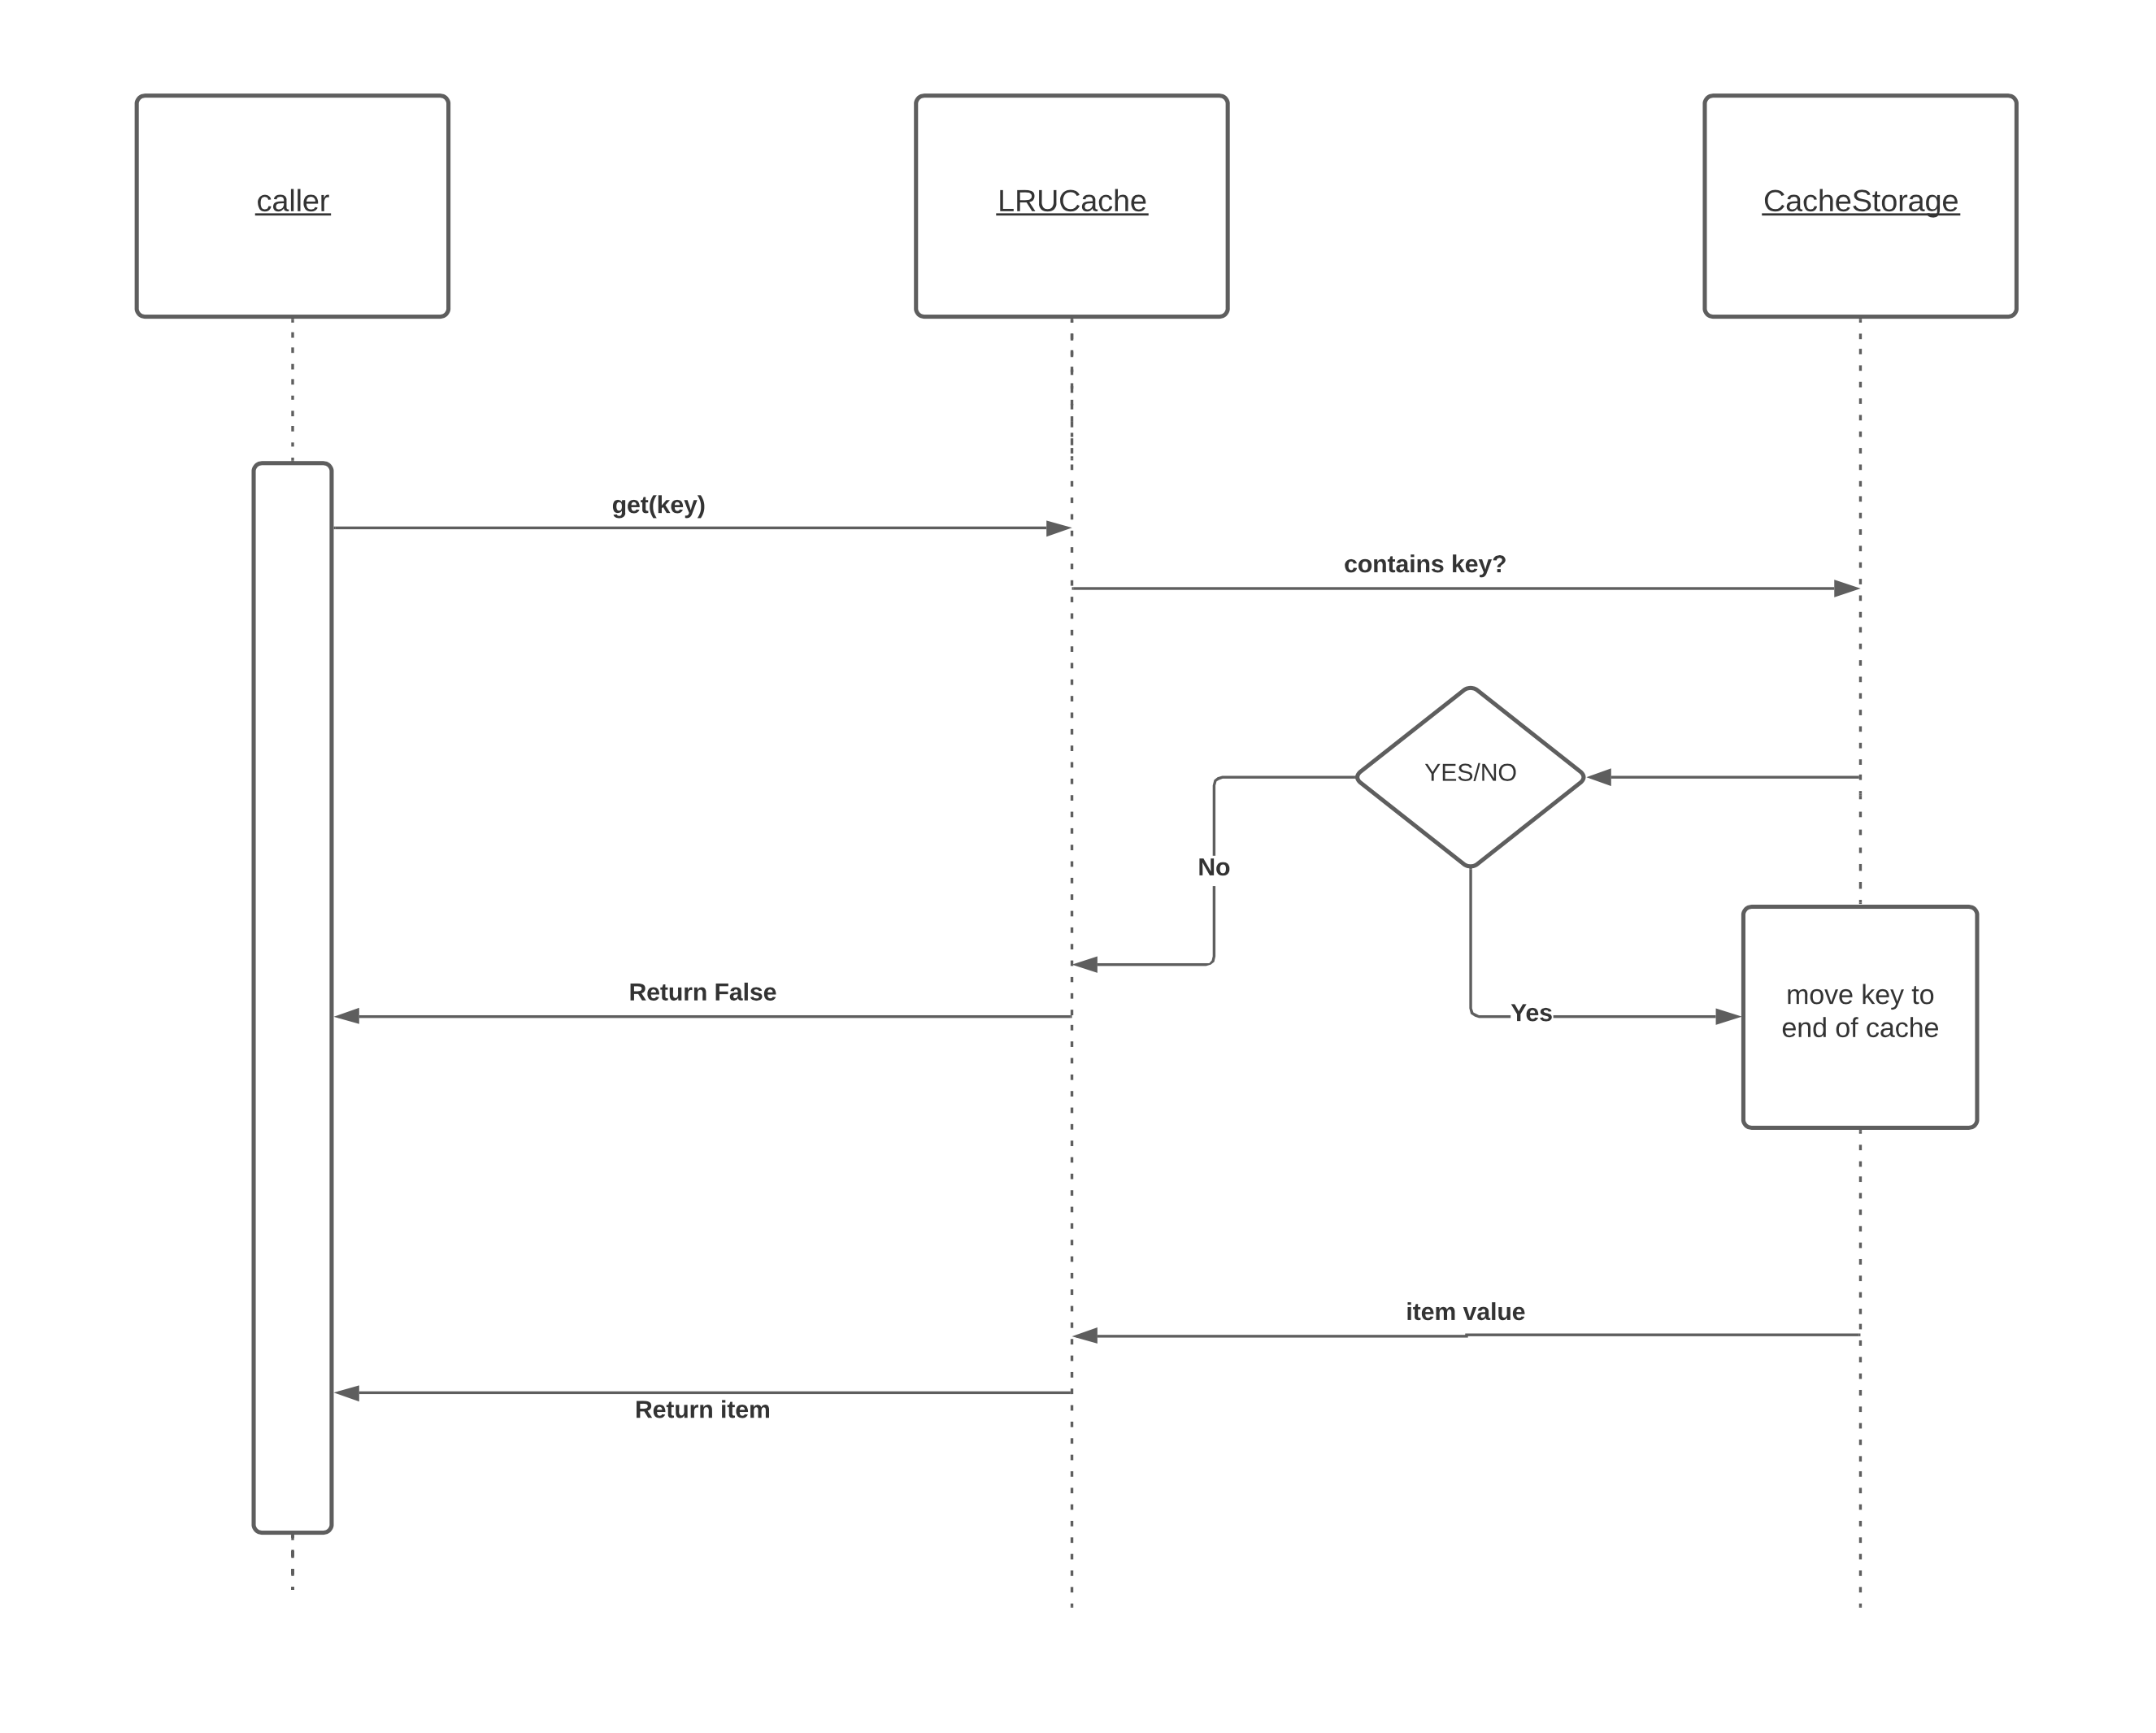 caller
LRUCache
CacheStorage
get(key)
contains key?
YES/NO
No
Return False
Yes
move key to
end of cache
item value
Return item